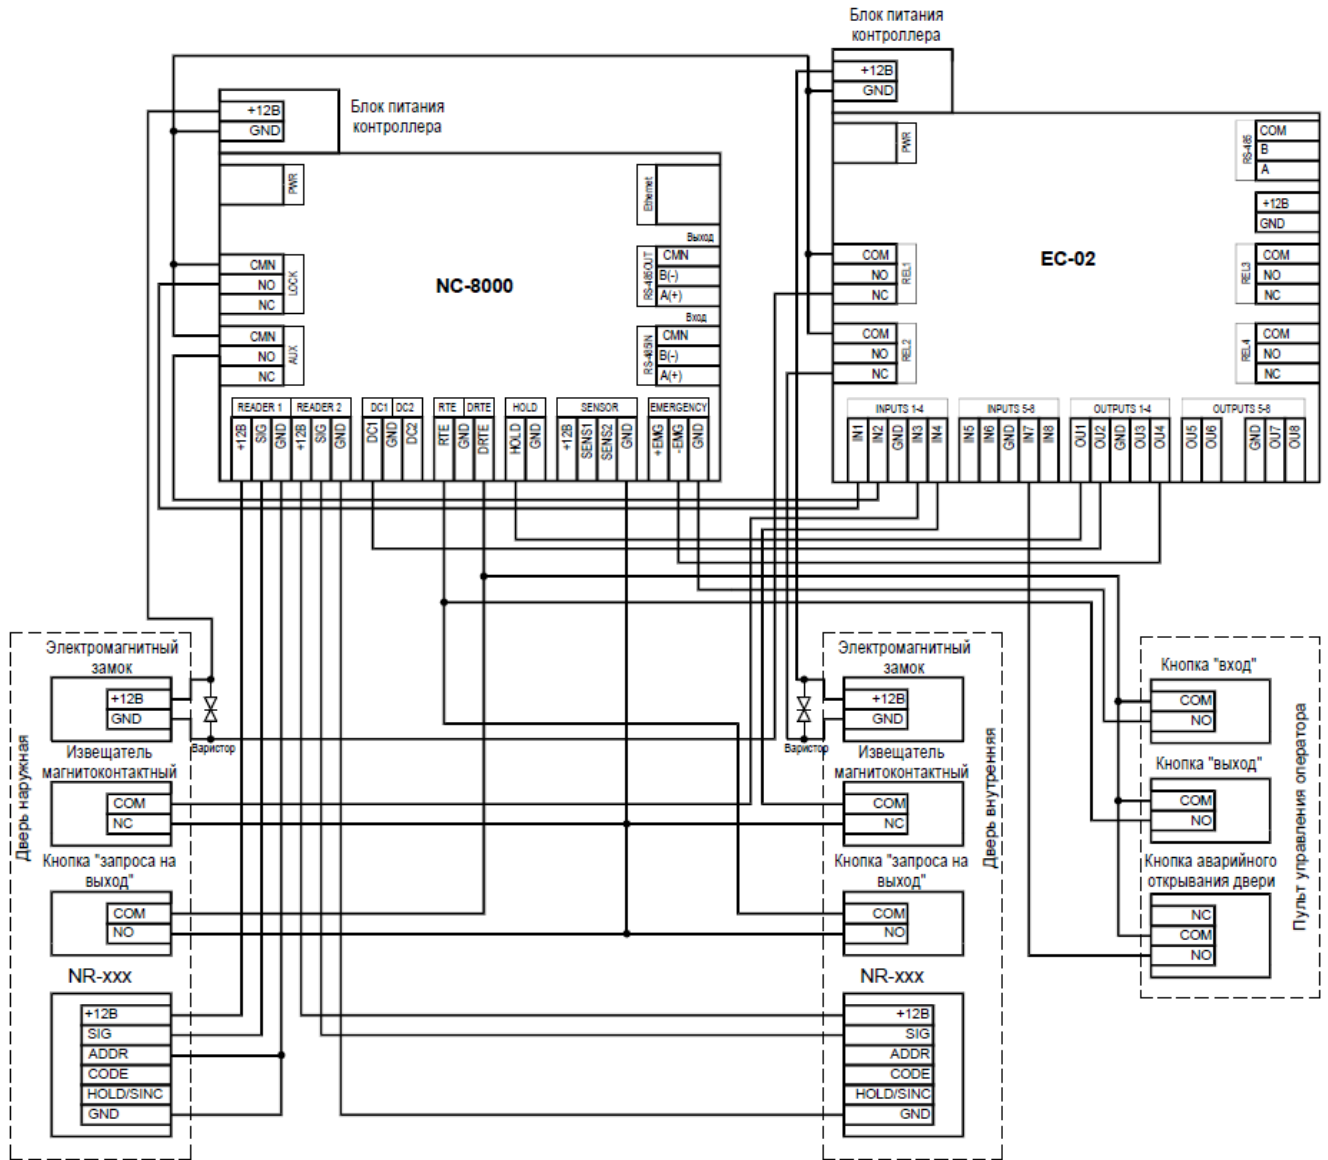 Блок питания
контроллера
+12В
GND
Блок питания
контроллера
+12В
GND
PWR
Ethernet
Выход
CMN
B(-)
A(+)
RS-485OUT
Вход
CMN
B(-)
A(+)
RS-485IN
NC-8000
CMN
NO
NC
LOCK
CMN
NO
NC
AUX
READER 1
READER 2
DC1
DC2
RTE
DRTE
HOLD
SENSOR
EMERGENCY
+12В
SIG
GND
+12В
SIG
GND
DC1
GND
DC2
RTE
GND
DRTE
HOLD
GND
+12В
SENS1
SENS2
GND
+EMG
-EMG
GND
PWR
RS-485
COM
B
A
+12В
GND
EC-02
COM
NO
NC
REL1
COM
NO
NC
REL2
COM
NO
NC
REL3
COM
NO
NC
REL4
INPUTS 1-4
INPUTS 5-8
OUTPUTS 1-4
OUTPUTS 5-8
IN1
IN2
GND
IN3
IN4
IN5
IN6
GND
IN7
IN8
OU1
OU2
GND
OU3
OU4
OU5
OU6
GND
OU7
OU8
Дверь наружная
Электромагнитный
замок
+12В
GND
Варистор
Извещатель
магнитоконтактный
COM
NC
Кнопка "запроса на
выход"
COM
NO
NR-xxx
+12В
SIG
ADDR
CODE
HOLD/SINC
GND
Дверь внутренняя
Электромагнитный
замок
+12В
GND
Варистор
Извещатель
магнитоконтактный
COM
NC
Кнопка "запроса на
выход"
COM
NO
NR-xxx
+12В
SIG
ADDR
CODE
HOLD/SINC
GND
Пульт управления оператора
Кнопка "вход"
COM
NO
Кнопка "выход"
COM
NO
Кнопка аварийного
открывания двери
NC
COM
NO